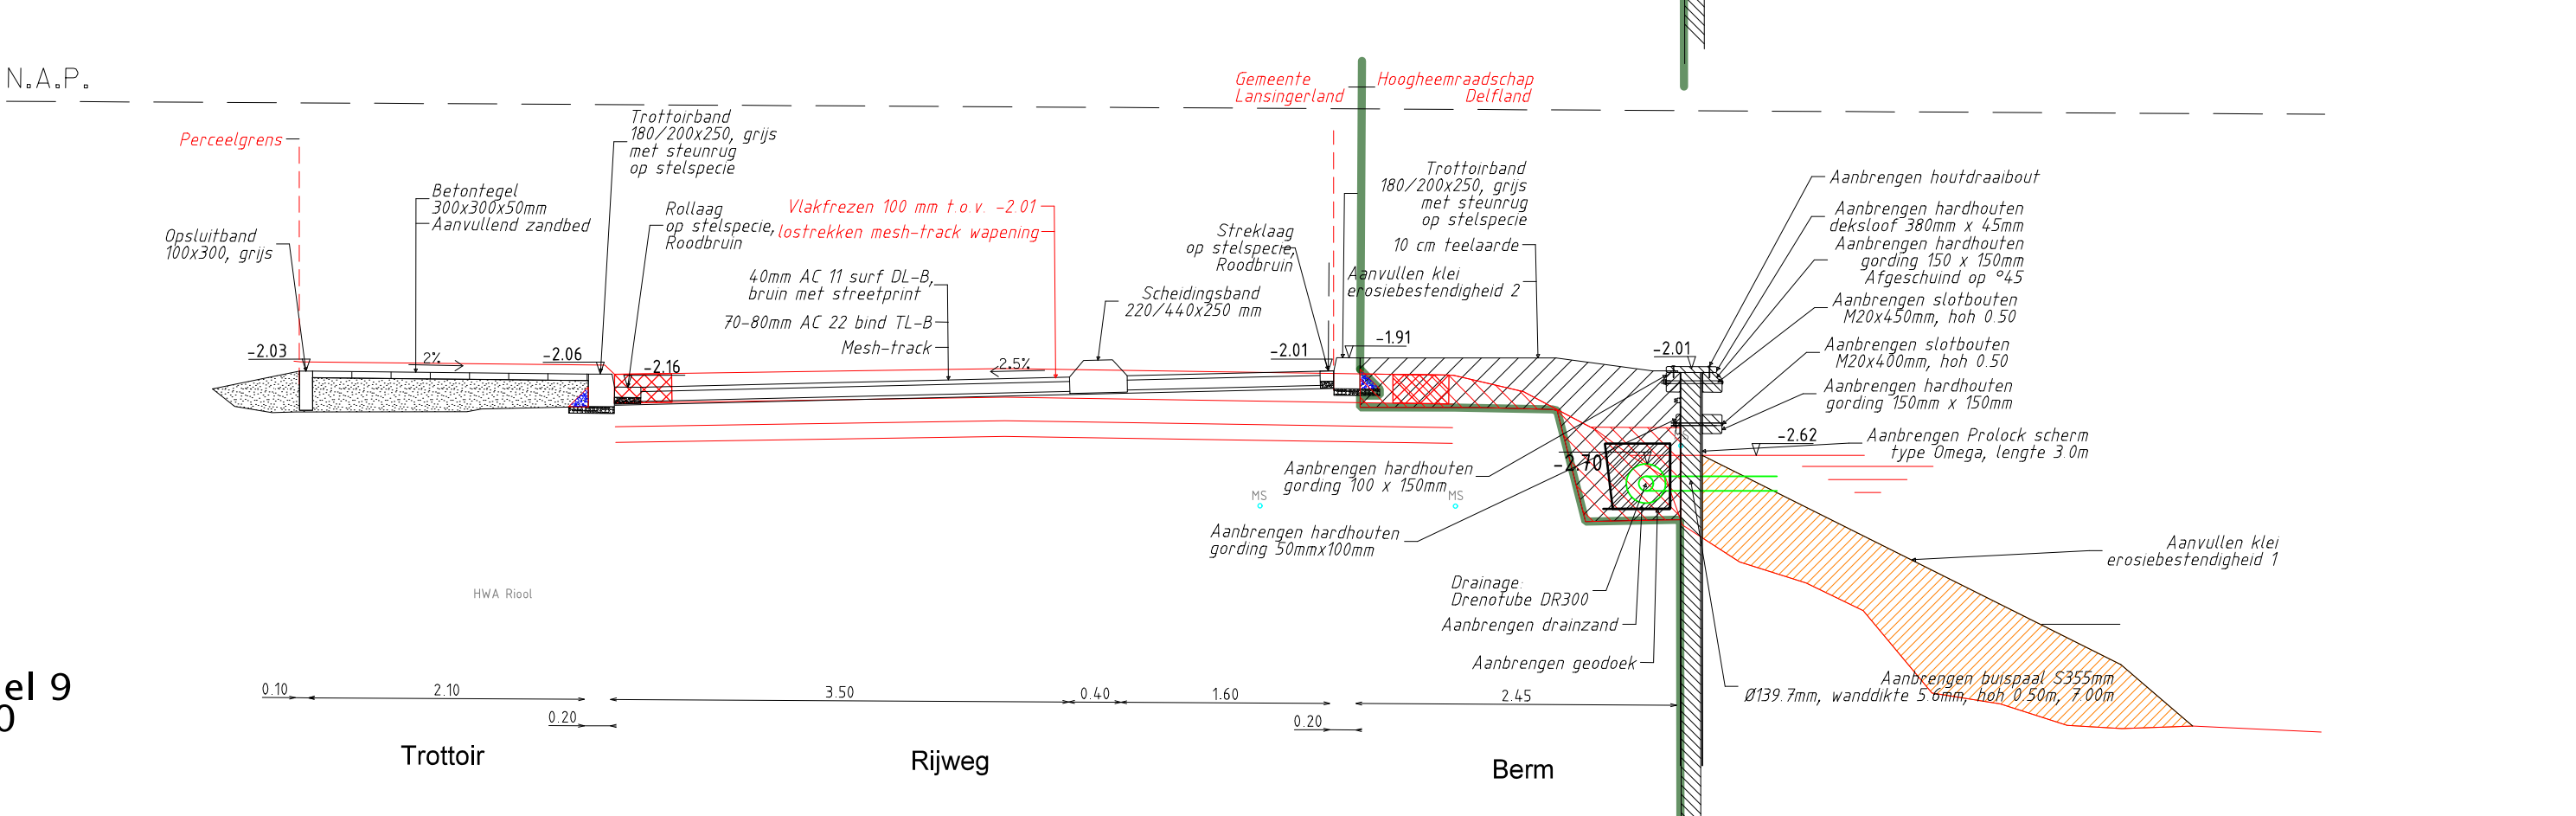 N.A.P.
Gemeente
Lansingerland
Hoogheemraadschap
Delfland
Perceelgrens
Trottoirband
180/200x250, grijs
met steunrug
op stelspecie
Betontegel
300x300x50mm
Aanvullend zandbed
Opsluitband
100x300, grijs
Rollaag
op stelspecie,
Roodbruin
Vlakfrezen 100 mm t.o.v. -2.01
lostrekken mesh-track wapening
40mm AC 11 surf DL-B,
bruin met streetprint
70-80mm AC 22 bind TL-B
Mesh-track
Scheidingsband
220/440x250 mm
Streklaag
op stelspecie,
Roodbruin
Trottoirband
180/200x250, grijs
met steunrug
op stelspecie
10 cm teelaarde
Aanvullen klei
erosiebestendigheid 2
Aanbrengen houtdraaibout
Aanbrengen hardhouten
deksloof 380mm x 45mm
Aanbrengen hardhouten
gording 150 x 150mm
Afgeschuind op °45
Aanbrengen slotbouten
M20x450mm, hoh 0.50
Aanbrengen slotbouten
M20x400mm, hoh 0.50
Aanbrengen hardhouten
gording 150mm x 150mm
Aanbrengen Prolock scherm
type Omega, lengte 3.0m
-2.03
2%
-2.06
-2.16
2.5%
-2.01
-1.91
-2.01
-2.62
-2.70
Aanbrengen hardhouten
gording 100 x 150mm
MS
MS
Aanbrengen hardhouten
gording 50mmx100mm
Aanvullen klei
erosiebestendigheid 1
HWA Riool
Drainage:
Drenotube DR300
Aanbrengen drainzand
Aanbrengen geodoek
Aanbrengen buispaal S355mm
Ø139.7mm, wanddikte 5.6mm, hoh 0.50m, 7.00m
el 9
0
0.10
2.10
0.20
3.50
0.40
1.60
0.20
2.45
Trottoir
Rijweg
Berm